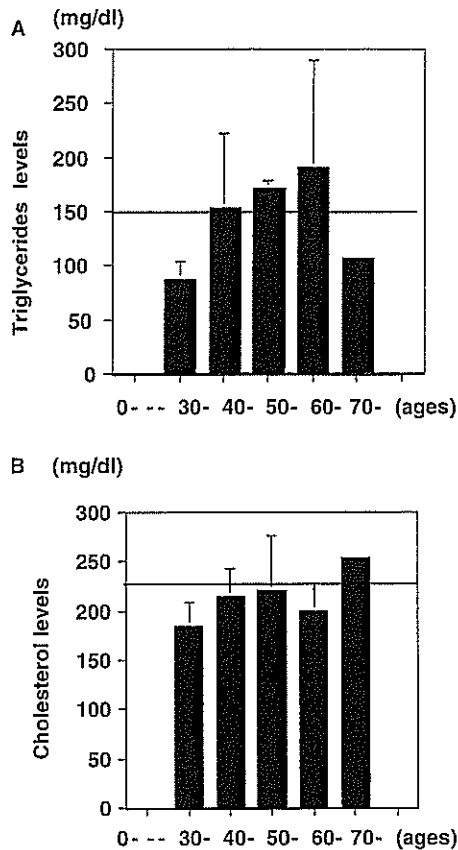 A (mg/dl)
300
250
200
150
100
50
0
Triglycerides levels
0- -- 30- 40- 50- 60- 70- (ages)
B (mg/dl)
300
250
200
150
100
50
0
Cholesterol levels
0- -- 30- 40- 50- 60- 70- (ages)